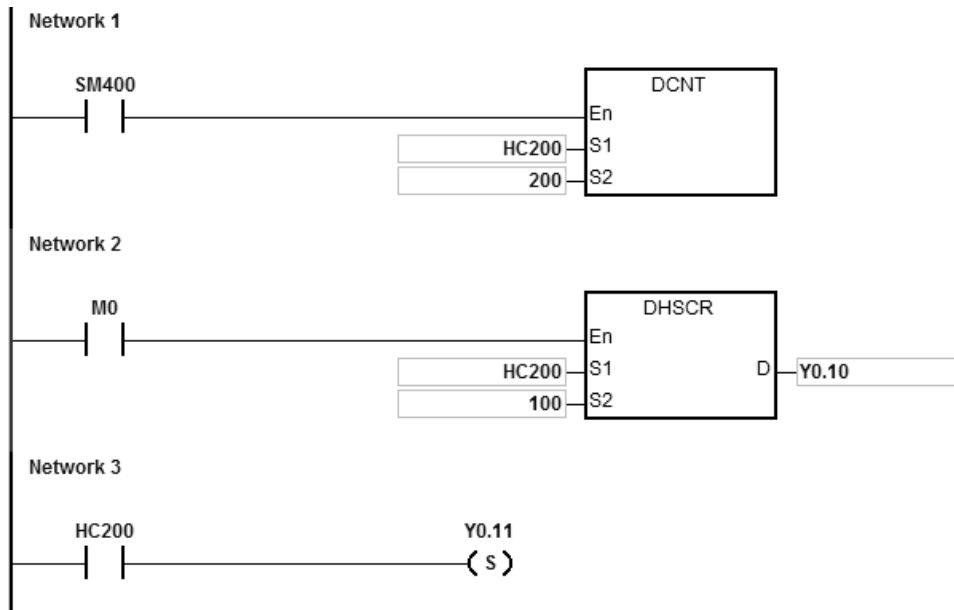 Network 1
SM400
DCNT
En
HC200 S1
200 S2
Network 2
M0
DHSCR
En
HC200 S1 D Y0.10
100 S2
Network 3
HC200 Y0.11
S